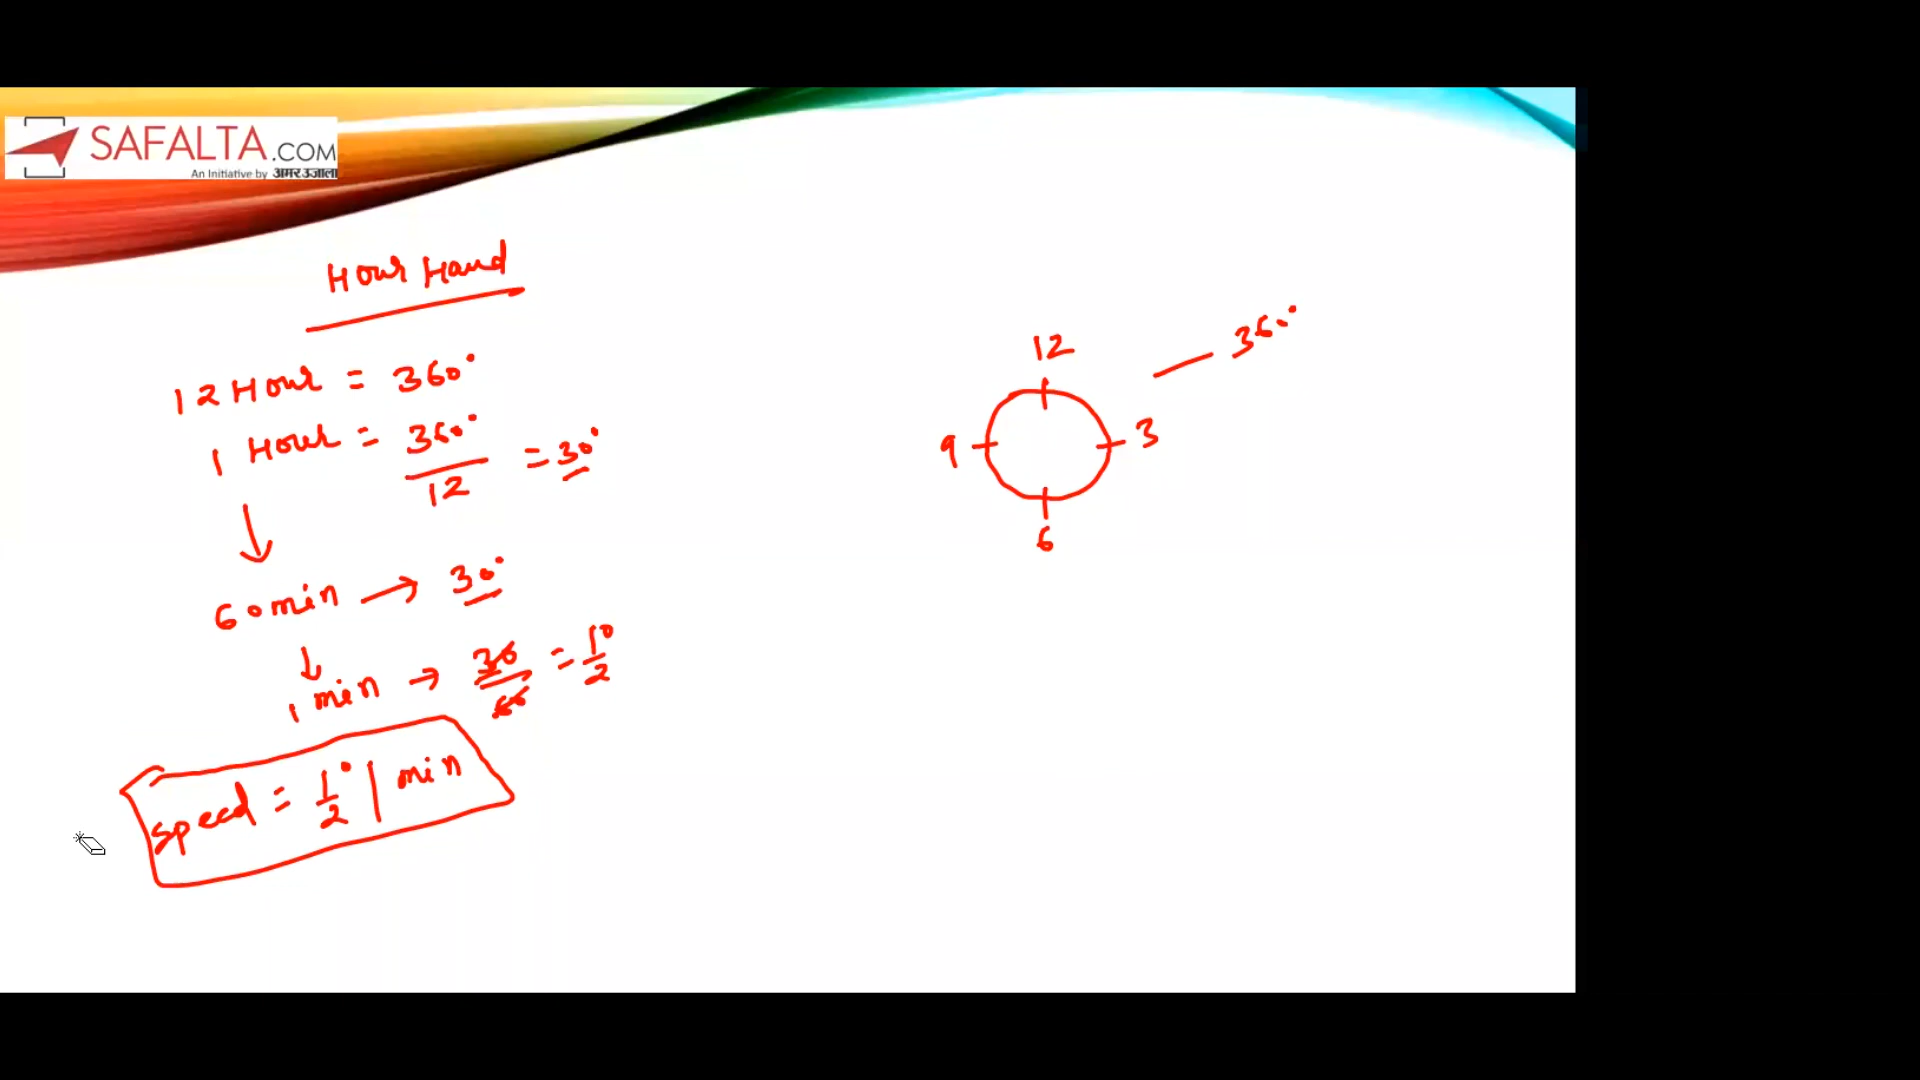 SAFALTA.COM
An Initiative by अमर उजाला
Hour Hand
12 Hour = 360°
1 Hour = 360° / 12 = 30°
60 min → 30°
1 min → 30 / 60 = 1° / 2
Speed = 1° / 2 | min
12
360°
9
3
6